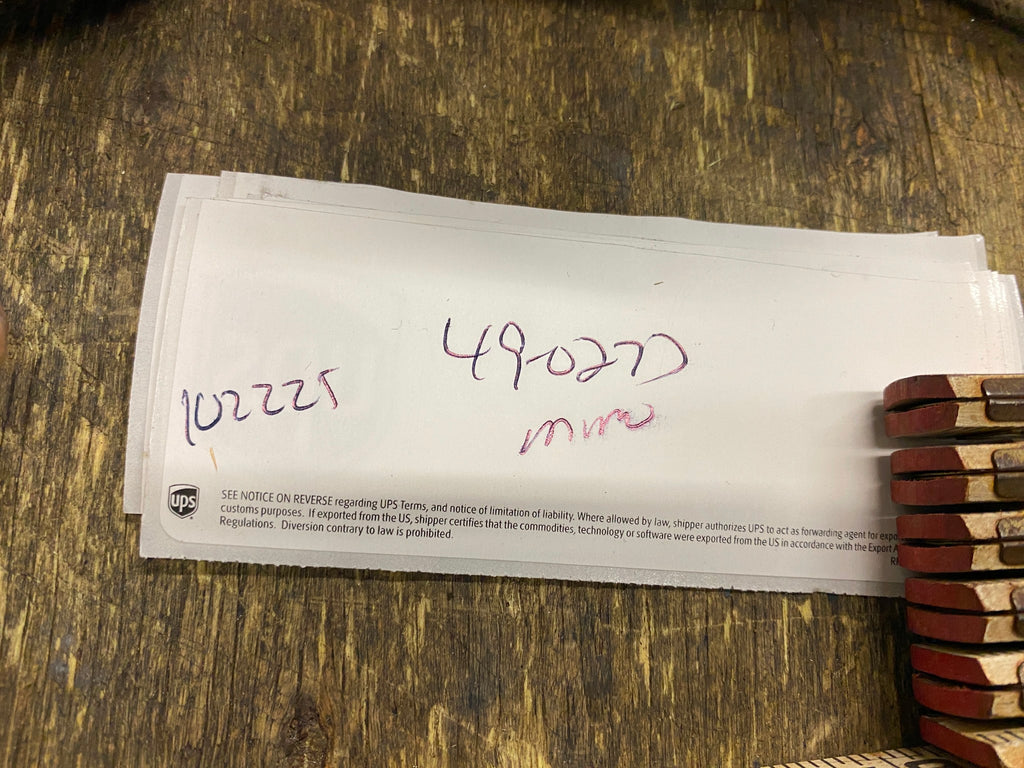 49-0277
102225
ups
SEE NOTICE ON REVERSE regarding UPS Terms, and notice of limitation of liability. Where allowed by law, shipper authorizes UPS to act as forwarding agent for expo
customs purposes. If exported from the US, shipper certifies that the commodities, technology or software were exported from the US in accordance with the Export A
Regulations. Diversion contrary to law is prohibited.